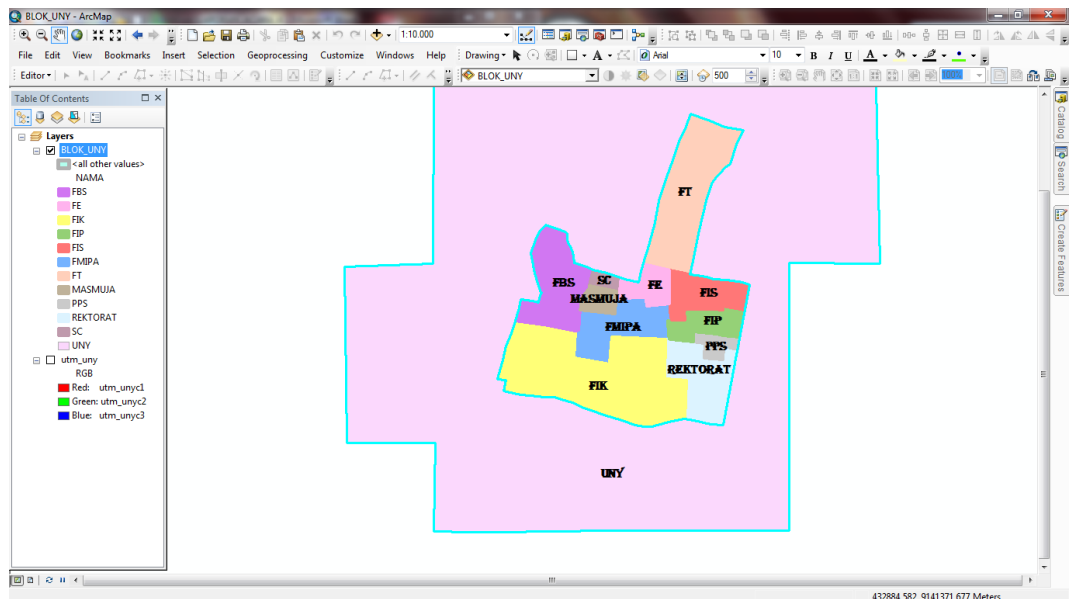 BLOK_UNY - ArcMap
1:10.000
File Edit View Bookmarks Insert Selection Geoprocessing Customize Windows Help Drawing Arial 10 B I U A
Editor BLOK_UNY 500 100%
Table Of Contents
Layers
BLOK_UNY
<all other values>
NAMA
FBS
FE
FIK
FIP
FIS
FMIPA
FT
MASMUJA
PPS
REKTORAT
SC
UNY
utm_uny
RGB
Red: utm_unyc1
Green: utm_unyc2
Blue: utm_unyc3
FT
FBS
SC
FE
FIS
MASMUJA
FMIPA
FIP
PPS
REKTORAT
FIK
UNY
Catalog
Search
Create Features
432884,582 9141371,677 Meters